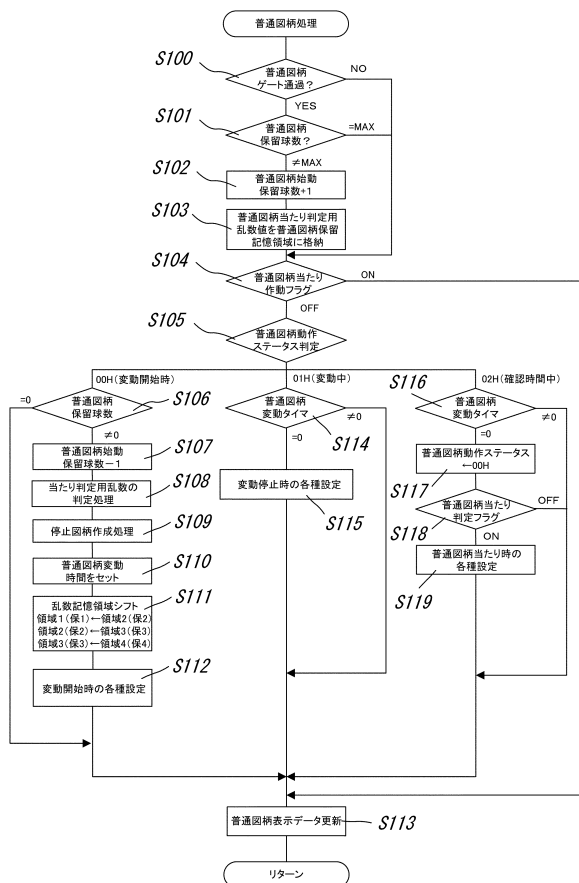 普通図柄処理
S100
普通図柄
ゲート通過？
NO
YES
S101
普通図柄
保留球数？
=MAX
≠MAX
S102
普通図柄始動
保留球数+1
S103
普通図柄当たり判定用
乱数値を普通図柄保留
記憶領域に格納
S104
普通図柄当たり
作動フラグ
ON
OFF
S105
普通図柄動作
ステータス判定
00H(変動開始時)
=0
普通図柄
保留球数
S106
≠0
普通図柄始動
保留球数－1
S107
当たり判定用乱数の
判定処理
S108
停止図柄作成処理
S109
普通図柄変動
時間をセット
S110
乱数記憶領域シフト
領域1(保1)←領域2(保2)
領域2(保2)←領域3(保3)
領域3(保3)←領域4(保4)
S111
変動開始時の各種設定
S112
01H(変動中)
普通図柄
変動タイマ
≠0
S114
=0
変動停止時の各種設定
S115
02H(確認時間中)
S116
普通図柄
変動タイマ
≠0
=0
普通図柄動作ステータス
←00H
S117
普通図柄当たり
判定フラグ
OFF
S118
ON
普通図柄当たり時の
各種設定
S119
普通図柄表示データ更新
S113
リターン